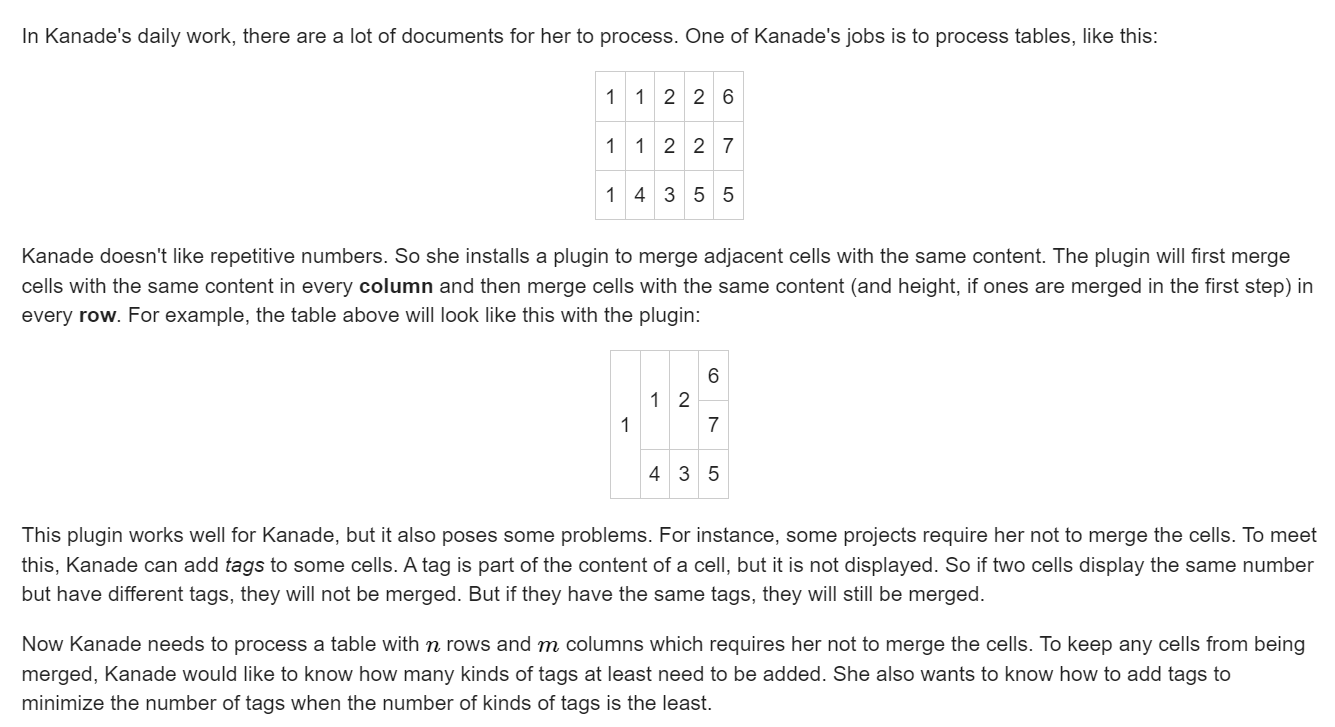 In Kanade's daily work, there are a lot of documents for her to process. One of Kanade's jobs is to process tables, like this:
1 1 2 2 6
1 1 2 2 7
1 4 3 5 5
Kanade doesn't like repetitive numbers. So she installs a plugin to merge adjacent cells with the same content. The plugin will first merge
cells with the same content in every column and then merge cells with the same content (and height, if ones are merged in the first step) in
every row. For example, the table above will look like this with the plugin:
6
1 2
1 7
4 3 5
This plugin works well for Kanade, but it also poses some problems. For instance, some projects require her not to merge the cells. To meet
this, Kanade can add tags to some cells. A tag is part of the content of a cell, but it is not displayed. So if two cells display the same number
but have different tags, they will not be merged. But if they have the same tags, they will still be merged.
Now Kanade needs to process a table with n rows and m columns which requires her not to merge the cells. To keep any cells from being
merged, Kanade would like to know how many kinds of tags at least need to be added. She also wants to know how to add tags to
minimize the number of tags when the number of kinds of tags is the least.